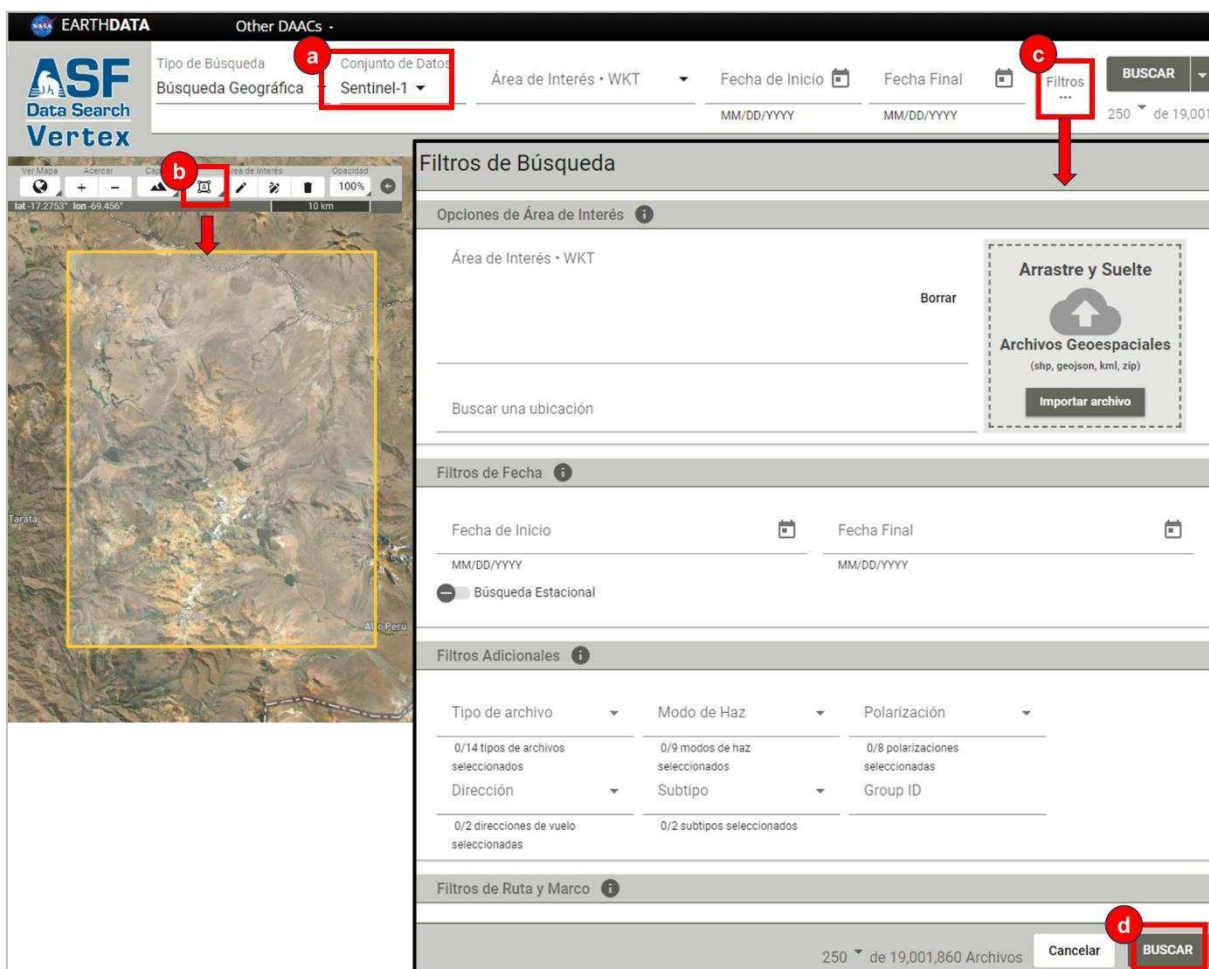 NASA EARTHDATA Other DAACs
ASF
Data Search
Vertex
Tipo de Búsqueda
Búsqueda Geográfica
a
Conjunto de Datos
Sentinel-1
Área de Interés • WKT
Fecha de Inicio
MM/DD/YYYY
Fecha Final
MM/DD/YYYY
c
Filtros
...
BUSCAR
250 de 19,001
Ver Mapa Acercar b Área de Interés Opacidad
+ − 100%
lat -17.2753° lon -69.456° 10 km
Tarata
Alto Perú
Filtros de Búsqueda
Opciones de Área de Interés i
Área de Interés • WKT
Borrar
Buscar una ubicación
Arrastre y Suelte
Archivos Geoespaciales
(shp, geojson, kml, zip)
Importar archivo
Filtros de Fecha i
Fecha de Inicio Fecha Final
MM/DD/YYYY MM/DD/YYYY
Búsqueda Estacional
Filtros Adicionales i
Tipo de archivo Modo de Haz Polarización
0/14 tipos de archivos seleccionados
0/9 modos de haz seleccionados
0/8 polarizaciones seleccionadas
Dirección Subtipo Group ID
0/2 direcciones de vuelo seleccionadas
0/2 subtipos seleccionados
Filtros de Ruta y Marco i
250 de 19,001,860 Archivos Cancelar d BUSCAR